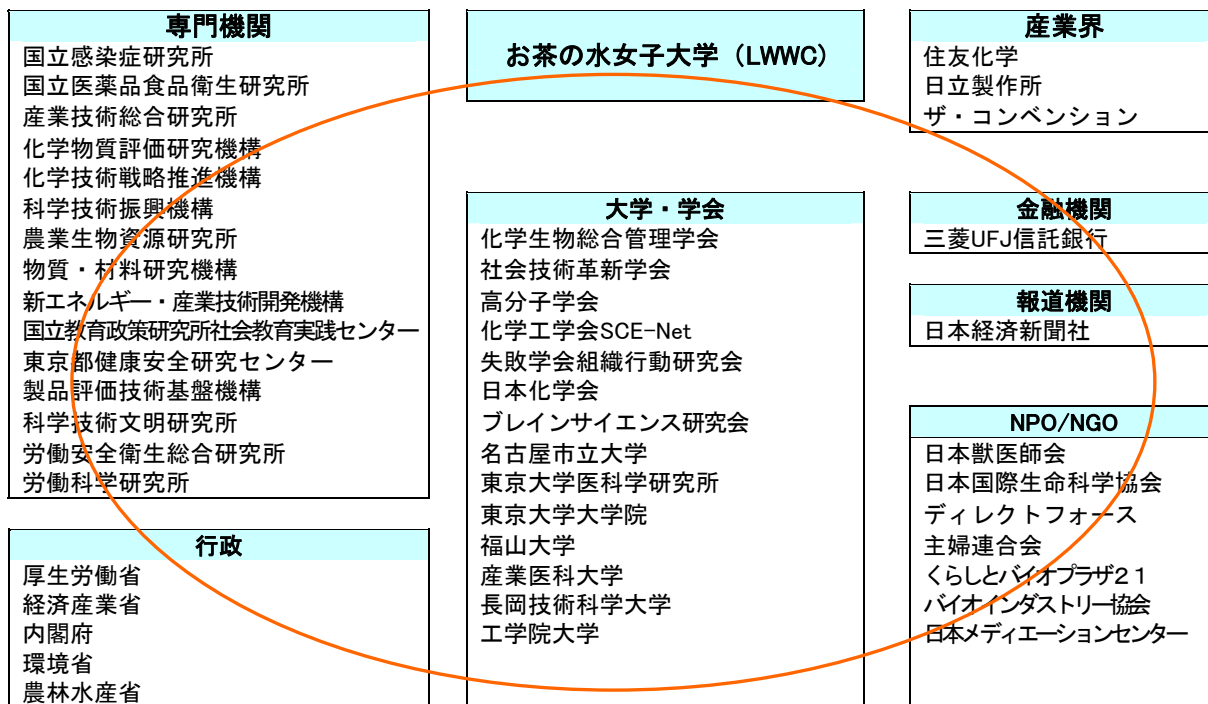 専門機関
国立感染症研究所
国立医薬品食品衛生研究所
産業技術総合研究所
化学物質評価研究機構
化学技術戦略推進機構
科学技術振興機構
農業生物資源研究所
物質・材料研究機構
新エネルギー・産業技術開発機構
国立教育政策研究所社会教育実践センター
東京都健康安全研究センター
製品評価技術基盤機構
科学技術文明研究所
労働安全衛生総合研究所
労働科学研究所
行政
厚生労働省
経済産業省
内閣府
環境省
農林水産省
お茶の水女子大学（LWWC）
大学・学会
化学生物総合管理学会
社会技術革新学会
高分子学会
化学工学会SCE-Net
失敗学会組織行動研究会
日本化学会
ブレインサイエンス研究会
名古屋市立大学
東京大学医科学研究所
東京大学大学院
福山大学
産業医科大学
長岡技術科学大学
工学院大学
産業界
住友化学
日立製作所
ザ・コンベンション
金融機関
三菱UFJ信託銀行
報道機関
日本経済新聞社
NPO/NGO
日本獣医師会
日本国際生命科学協会
ディレクトフォース
主婦連合会
くらしとバイオプラザ２１
バイオインダストリー協会
日本メディエーションセンター